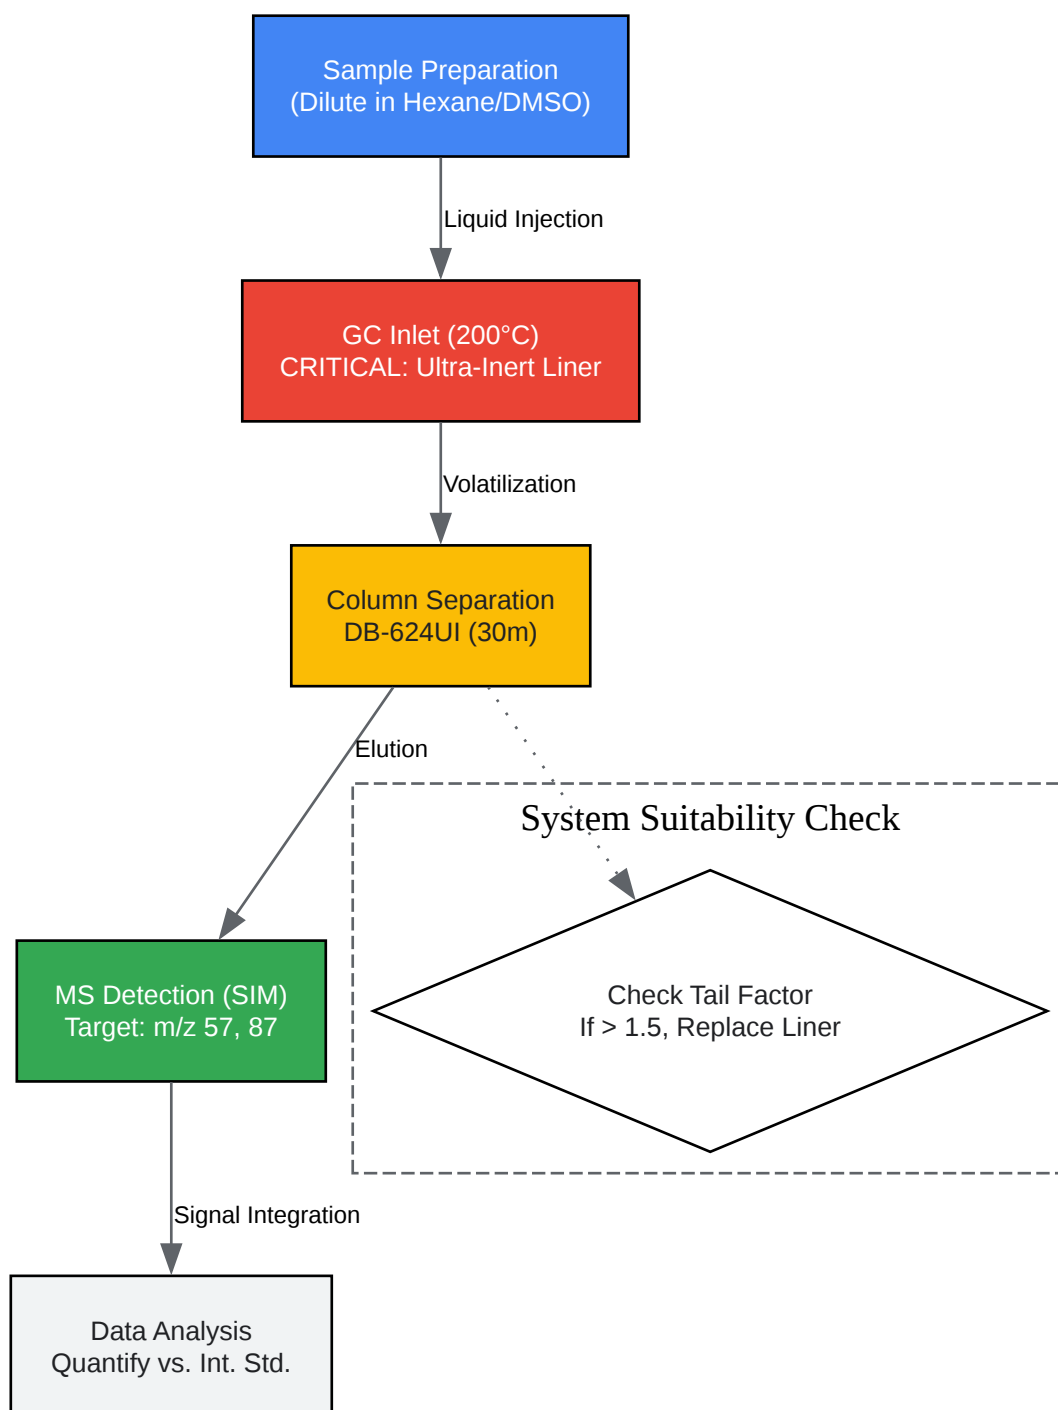 Sample Preparation
(Dilute in Hexane/DMSO)
Liquid Injection
GC Inlet (200°C)
CRITICAL: Ultra-Inert Liner
Volatilization
Column Separation
DB-624UI (30m)
Elution
System Suitability Check
Check Tail Factor
If > 1.5, Replace Liner
MS Detection (SIM)
Target: m/z 57, 87
Signal Integration
Data Analysis
Quantify vs. Int. Std.